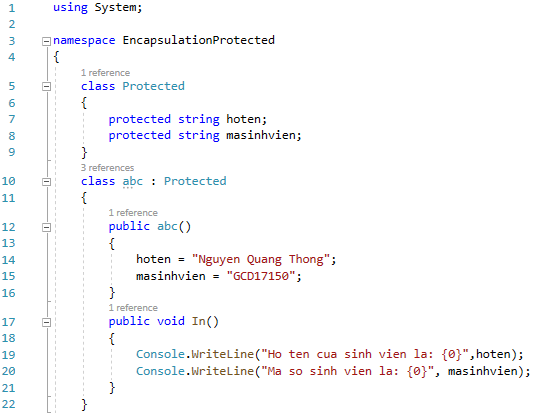 1 using System;
2
3 namespace EncapsulationProtected
4 {
1 reference
5 class Protected
6 {
7 protected string hoten;
8 protected string masinhvien;
9 }
3 references
10 class abc : Protected
11 {
1 reference
12 public abc()
13 {
14 hoten = "Nguyen Quang Thong";
15 masinhvien = "GCD17150";
16 }
1 reference
17 public void In()
18 {
19 Console.WriteLine("Ho ten cua sinh vien la: {0}",hoten);
20 Console.WriteLine("Ma so sinh vien la: {0}", masinhvien);
21 }
22 }